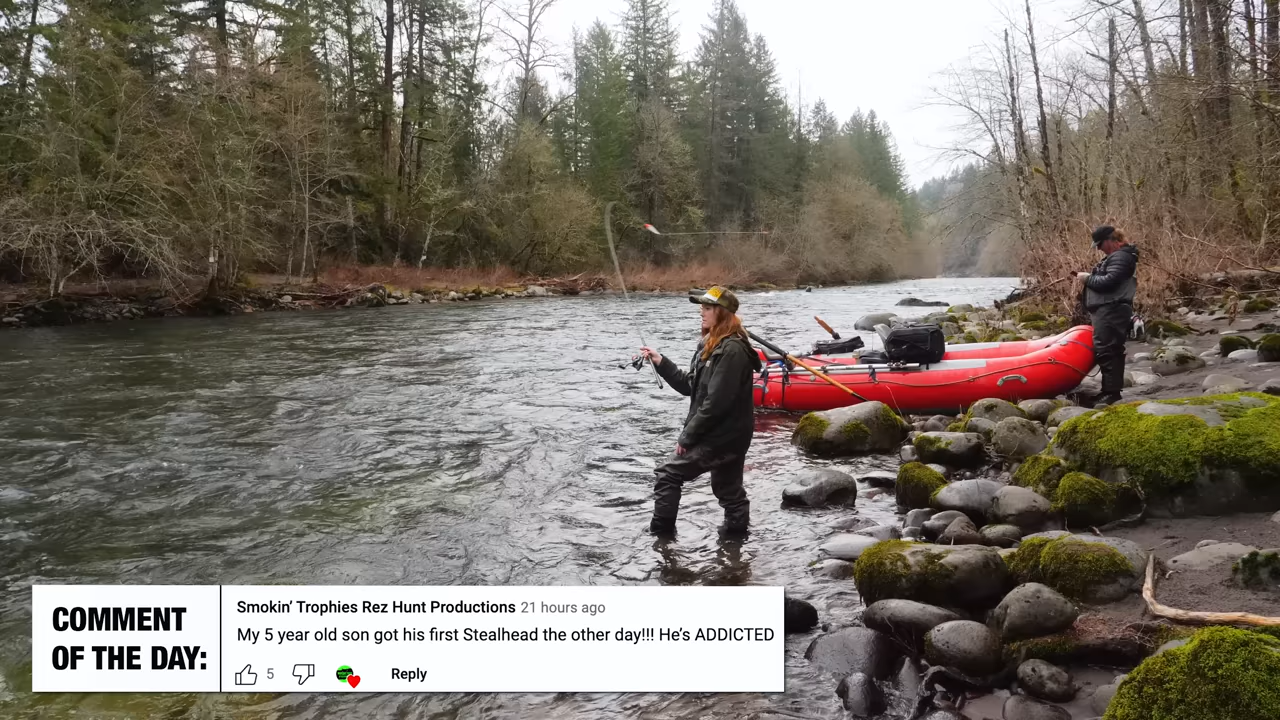 COMMENT
OF THE DAY:
Smokin' Trophies Rez Hunt Productions 21 hours ago
My 5 year old son got his first Stealhead the other day!!! He's ADDICTED
5
Reply